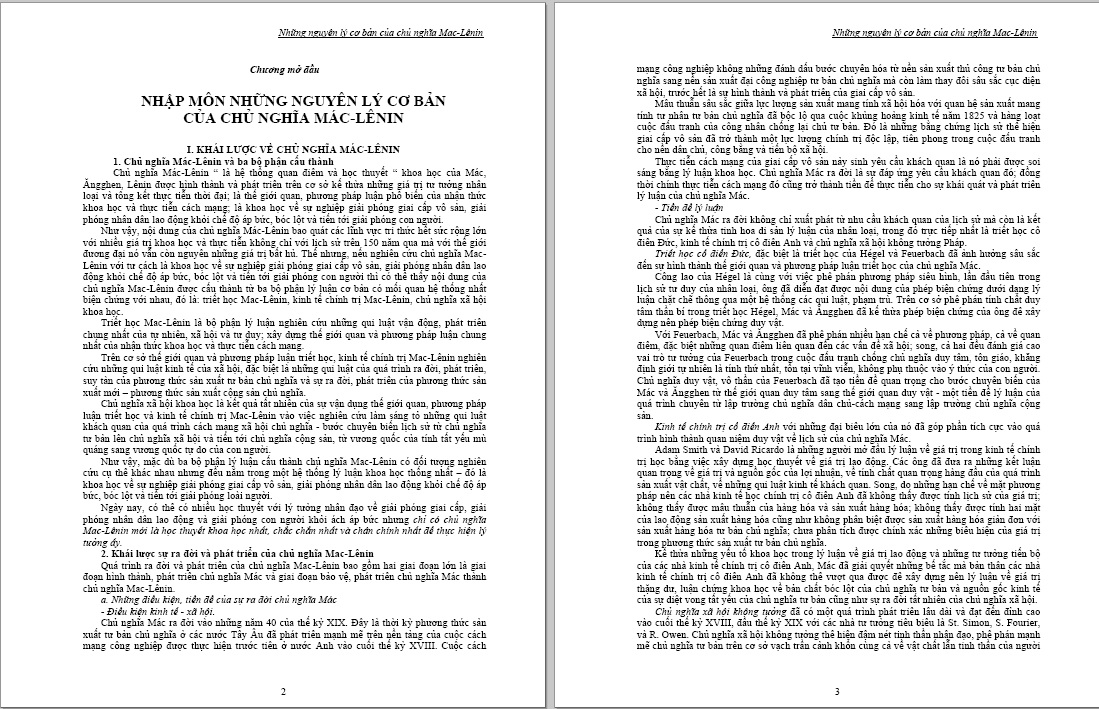 Những nguyên lý cơ bản của chủ nghĩa Mac-Lênin
Chương mở đầu
NHẬP MÔN NHỮNG NGUYÊN LÝ CƠ BẢN
CỦA CHỦ NGHĨA MÁC-LÊNIN
I. KHÁI LƯỢC VỀ CHỦ NGHĨA MÁC-LÊNIN
1. Chủ nghĩa Mác-Lênin và ba bộ phận cấu thành
Chủ nghĩa Mác-Lênin “ là hệ thống quan điểm và học thuyết “ khoa học của Mác,
Ăngghen, Lênin được hình thành và phát triển trên cơ sở kế thừa những giá trị tư tưởng nhân
loại và tổng kết thực tiễn thời đại; là thế giới quan, phương pháp luận phổ biến của nhận thức
khoa học và thực tiễn cách mạng; là khoa học về sự nghiệp giải phóng giai cấp vô sản, giải
phóng nhân dân lao động khỏi chế độ áp bức, bóc lột và tiến tới giải phóng con người.
Như vậy, nội dung của chủ nghĩa Mác-Lênin bao quát các lĩnh vực tri thức hết sức rộng lớn
với nhiều giá trị khoa học và thực tiễn không chỉ với lịch sử trên 150 năm qua mà với thế giới
đương đại nó vẫn còn nguyên những giá trị bất hủ. Thế nhưng, nếu nghiên cứu chủ nghĩa Mac-
Lênin với tư cách là khoa học về sự nghiệp giải phóng giai cấp vô sản, giải phóng nhân dân lao
động khỏi chế độ áp bức, bóc lột và tiến tới giải phóng con người thì có thể thấy nội dung của
chủ nghĩa Mac-Lênin được cấu thành từ ba bộ phận lý luận cơ bản có mối quan hệ thống nhất
biện chứng với nhau, đó là: triết học Mac-Lênin, kinh tế chính trị Mac-Lênin, chủ nghĩa xã hội
khoa học.
Triết học Mac-Lênin là bộ phận lý luận nghiên cứu những qui luật vận động, phát triển
chung nhất của tự nhiên, xã hội và tư duy; xây dựng thế giới quan và phương pháp luận chung
nhất của nhận thức khoa học và thực tiễn cách mạng.
Trên cơ sở thế giới quan và phương pháp luận triết học, kinh tế chính trị Mac-Lênin nghiên
cứu những qui luật kinh tế của xã hội, đặc biệt là những qui luật của quá trình ra đời, phát triển,
suy tàn của phương thức sản xuất tư bản chủ nghĩa và sự ra đời, phát triển của phương thức sản
xuất mới – phương thức sản xuất cộng sản chủ nghĩa.
Chủ nghĩa xã hội khoa học là kết quả tất nhiên của sự vận dụng thế giới quan, phương pháp
luận triết học và kinh tế chính trị Mac-Lênin vào việc nghiên cứu làm sáng tỏ những qui luật
khách quan của quá trình cách mạng xã hội chủ nghĩa - bước chuyển biến lịch sử từ chủ nghĩa
tư bản lên chủ nghĩa xã hội và tiến tới chủ nghĩa cộng sản, từ vương quốc của tính tất yếu mù
quáng sang vương quốc tự do của con người.
Như vậy, mặc dù ba bộ phận lý luận cấu thành chủ nghĩa Mac-Lênin có đối tượng nghiên
cứu cụ thể khác nhau nhưng đều nằm trong một hệ thống lý luận khoa học thống nhất – đó là
khoa học về sự nghiệp giải phóng giai cấp vô sản, giải phóng nhân dân lao động khỏi chế độ áp
bức, bóc lột và tiến tới giải phóng loài người.
Ngày nay, có thể có nhiều học thuyết với lý tưởng nhân đạo về giải phóng giai cấp, giải
phóng nhân dân lao động và giải phóng con người khỏi ách áp bức nhưng chỉ có chủ nghĩa
Mac-Lênin mới là học thuyết khoa học nhất, chắc chắn nhất và chân chính nhất để thực hiện lý
tưởng ấy.
2. Khái lược sự ra đời và phát triển của chủ nghĩa Mac-Lênin
Quá trình ra đời và phát triển của chủ nghĩa Mac-Lênin bao gồm hai giai đoạn lớn là giai
đoạn hình thành, phát triển chủ nghĩa Mác và giai đoạn bảo vệ, phát triển chủ nghĩa Mác thành
chủ nghĩa Mac-Lênin.
a. Những điều kiện, tiền đề của sự ra đời chủ nghĩa Mác
- Điều kiện kinh tế - xã hội.
Chủ nghĩa Mác ra đời vào những năm 40 của thế kỷ XIX. Đây là thời kỳ phương thức sản
xuất tư bản chủ nghĩa ở các nước Tây Âu đã phát triển mạnh mẽ trên nền tảng của cuộc cách
mạng công nghiệp được thực hiện trước tiên ở nước Anh vào cuối thế kỷ XVIII. Cuộc cách
2
Những nguyên lý cơ bản của chủ nghĩa Mac-Lênin
mạng công nghiệp không những đánh dấu bước chuyển hóa từ nền sản xuất thủ công tư bản chủ
nghĩa sang nền sản xuất đại công nghiệp tư bản chủ nghĩa mà còn làm thay đổi sâu sắc cục diện
xã hội, trước hết là sự hình thành và phát triển của giai cấp vô sản.
Mâu thuẫn sâu sắc giữa lực lượng sản xuất mang tính xã hội hóa với quan hệ sản xuất mang
tính tư nhân tư bản chủ nghĩa đã bộc lộ qua cuộc khủng hoảng kinh tế năm 1825 và hàng loạt
cuộc đấu tranh của công nhân chống lại chủ tư bản. Đó là những bằng chứng lịch sử thể hiện
giai cấp vô sản đã trở thành một lực lượng chính trị độc lập, tiên phong trong cuộc đấu tranh
cho nền dân chủ, công bằng và tiến bộ xã hội.
Thực tiễn cách mạng của giai cấp vô sản nảy sinh yêu cầu khách quan là nó phải được soi
sáng bằng lý luận khoa học. Chủ nghĩa Mác ra đời là sự đáp ứng yêu cầu khách quan đó; đồng
thời chính thực tiễn cách mạng đó cũng trở thành tiền đề thực tiễn cho sự khái quát và phát triển
lý luận của chủ nghĩa Mác.
- Tiền đề lý luận
Chủ nghĩa Mác ra đời không chỉ xuất phát từ nhu cầu khách quan của lịch sử mà còn là kết
quả của sự kế thừa tinh hoa di sản lý luận của nhân loại, trong đó trực tiếp nhất là triết học cổ
điển Đức, kinh tế chính trị cổ điển Anh và chủ nghĩa xã hội không tưởng Pháp.
Triết học cổ điển Đức, đặc biệt là triết học của Hégel và Feuerbach đã ảnh hưởng sâu sắc
đến sự hình thành thế giới quan và phương pháp luận triết học của chủ nghĩa Mác.
Công lao của Hégel là cùng với việc phê phán phương pháp siêu hình, lần đầu tiên trong
lịch sử tư duy của nhân loại, ông đã diễn đạt được nội dung của phép biện chứng dưới dạng lý
luận chặt chẽ thông qua một hệ thống các qui luật, phạm trù. Trên cơ sở phê phán tính chất duy
tâm thần bí trong triết học Hégel, Mác và Ăngghen đã kế thừa phép biện chứng của ông để xây
dựng nên phép biện chứng duy vật.
Với Feuerbach, Mác và Ăngghen đã phê phán nhiều hạn chế cả về phương pháp, cả về quan
điểm, đặc biệt những quan điểm liên quan đến các vấn đề xã hội; song, cả hai đều đánh giá cao
vai trò tư tưởng của Feuerbach trong cuộc đấu tranh chống chủ nghĩa duy tâm, tôn giáo, khẳng
định giới tự nhiên là tính thứ nhất, tồn tại vĩnh viễn, không phụ thuộc vào ý thức của con người.
Chủ nghĩa duy vật, vô thần của Feuerbach đã tạo tiền đề quan trọng cho bước chuyển biến của
Mác và Ăngghen từ thế giới quan duy tâm sang thế giới quan duy vật - một tiền đề lý luận của
quá trình chuyển từ lập trường chủ nghĩa dân chủ-cách mạng sang lập trường chủ nghĩa cộng
sản.
Kinh tế chính trị cổ điển Anh với những đại biểu lớn của nó đã góp phần tích cực vào quá
trình hình thành quan niệm duy vật về lịch sử của chủ nghĩa Mác.
Adam Smith và David Ricardo là những người mở đầu lý luận về giá trị trong kinh tế chính
trị học bằng việc xây dựng học thuyết về giá trị lao động. Các ông đã đưa ra những kết luận
quan trọng về giá trị và nguồn gốc của lợi nhuận, về tính chất quan trọng hàng đầu của quá trình
sản xuất vật chất, về những qui luật kinh tế khách quan. Song, do những hạn chế về mặt phương
pháp nên các nhà kinh tế học chính trị cổ điển Anh đã không thấy được tính lịch sử của giá trị;
không thấy được mâu thuẫn của hàng hóa và sản xuất hàng hóa; không thấy được tính hai mặt
của lao động sản xuất hàng hóa cũng như không phân biệt được sản xuất hàng hóa giản đơn với
sản xuất hàng hóa tư bản chủ nghĩa; chưa phân tích được chính xác những biểu hiện của giá trị
trong phương thức sản xuất tư bản chủ nghĩa.
Kế thừa những yếu tố khoa học trong lý luận về giá trị lao động và những tư tưởng tiến bộ
của các nhà kinh tế chính trị cổ điển Anh, Mác đã giải quyết những bế tắc mà bản thân các nhà
kinh tế chính trị cổ điển Anh đã không thể vượt qua được để xây dựng nên lý luận về giá trị
thặng dư, luận chứng khoa học về bản chất bóc lột của chủ nghĩa tư bản và nguồn gốc kinh tế
của sự diệt vong tất yếu của chủ nghĩa tư bản cũng như sự ra đời tất nhiên của chủ nghĩa xã hội.
Chủ nghĩa xã hội không tưởng đã có một quá trình phát triển lâu dài và đạt đến đỉnh cao
vào cuối thế kỷ XVIII, đầu thế kỷ XIX với các nhà tư tưởng tiêu biểu là St. Simon, S. Fourier,
và R. Owen. Chủ nghĩa xã hội không tưởng thể hiện đậm nét tinh thần nhân đạo, phê phán mạnh
mẽ chủ nghĩa tư bản trên cơ sở vạch trần cảnh khốn cùng cả về vật chất lẫn tinh thần của người
3